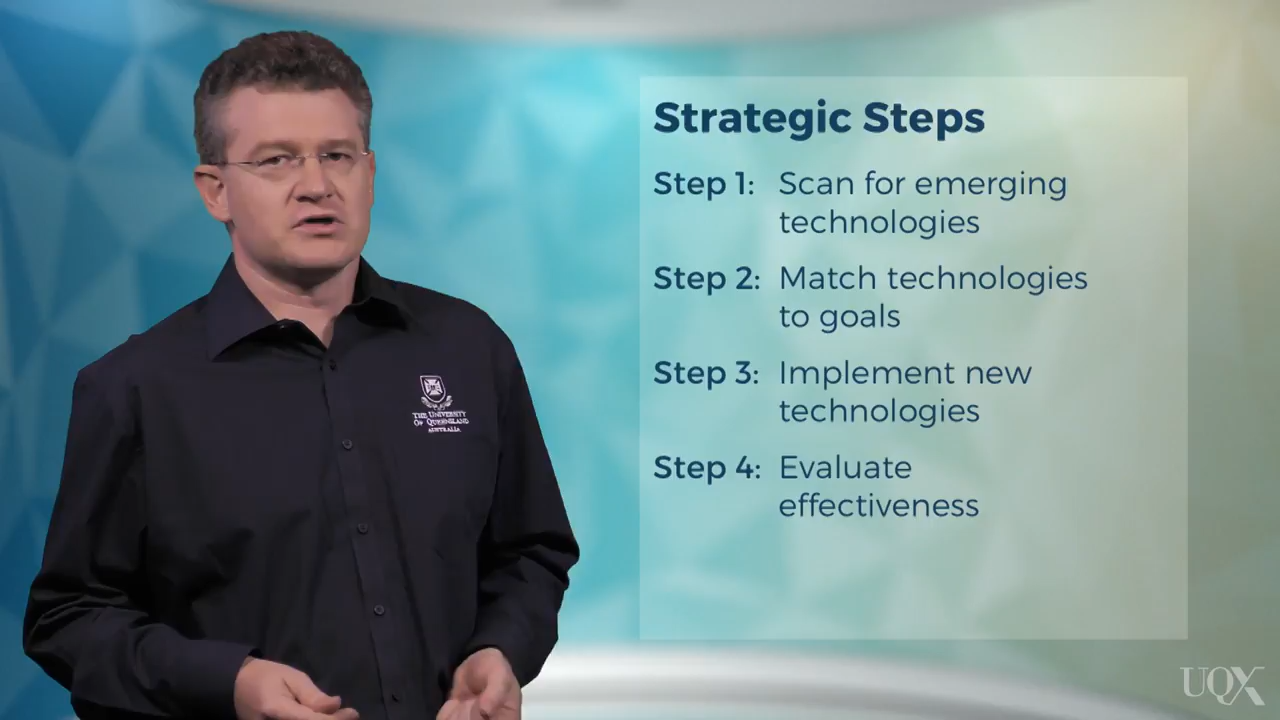 Strategic Steps
Step 1: Scan for emerging
technologies
Step 2: Match technologies
to goals
Step 3: Implement new
technologies
Step 4: Evaluate
effectiveness
THE UNIVERSITY
OF QUEENSLAND
AUSTRALIA
UQX